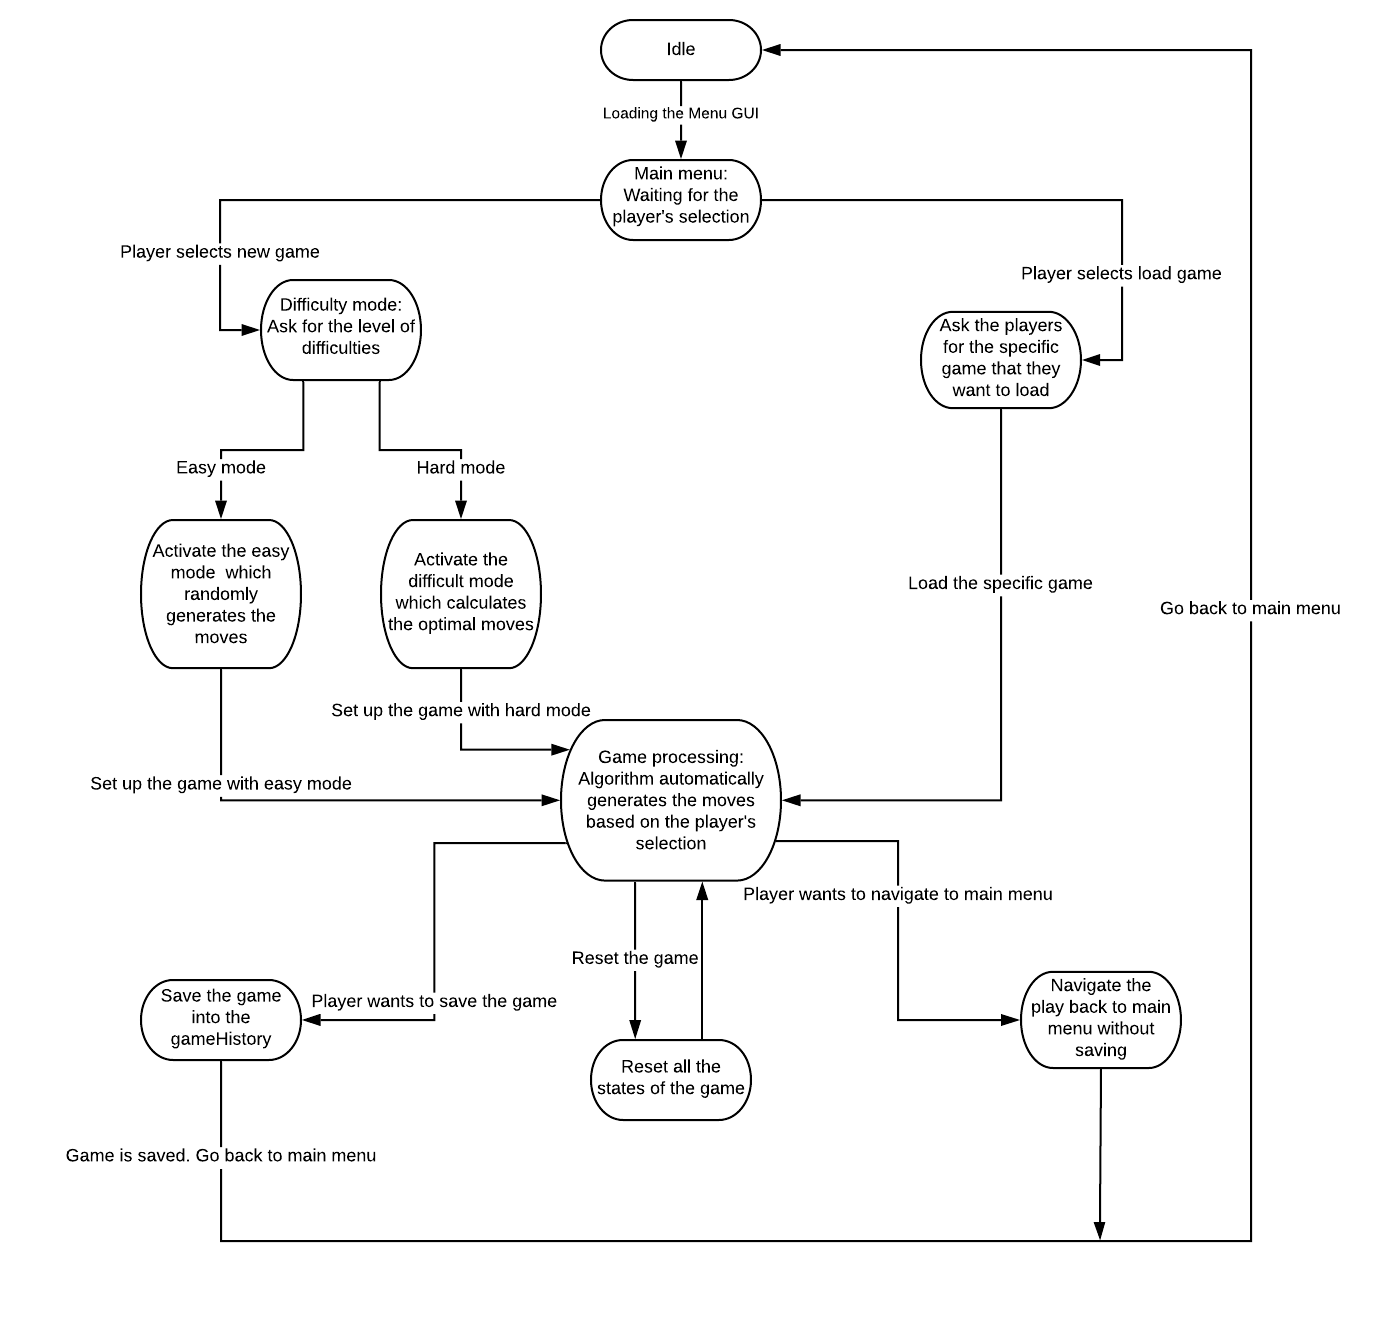 Idle
Loading the Menu GUI
Main menu:
Waiting for the
player's selection
Player selects new game
Player selects load game
Difficulty mode:
Ask for the level of
difficulties
Ask the players
for the specific
game that they
want to load
Easy mode
Hard mode
Activate the easy
mode  which
randomly
generates the
moves
Activate the
difficult mode
which calculates
the optimal moves
Load the specific game
Go back to main menu
Set up the game with hard mode
Set up the game with easy mode
Game processing:
Algorithm automatically
generates the moves
based on the player's
selection
Player wants to navigate to main menu
Reset the game
Player wants to save the game
Save the game
into the
gameHistory
Navigate the
play back to main
menu without
saving
Reset all the
states of the game
Game is saved. Go back to main menu